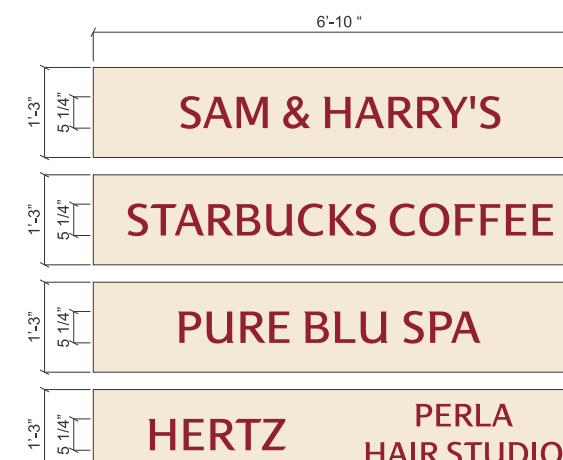 6'-10 "
1'-3"
5 1/4"
SAM & HARRY'S
1'-3"
5 1/4"
STARBUCKS COFFEE
1'-3"
5 1/4"
PURE BLU SPA
1'-3"
5 1/4"
HERTZ
PERLA
HAIR STUDIO